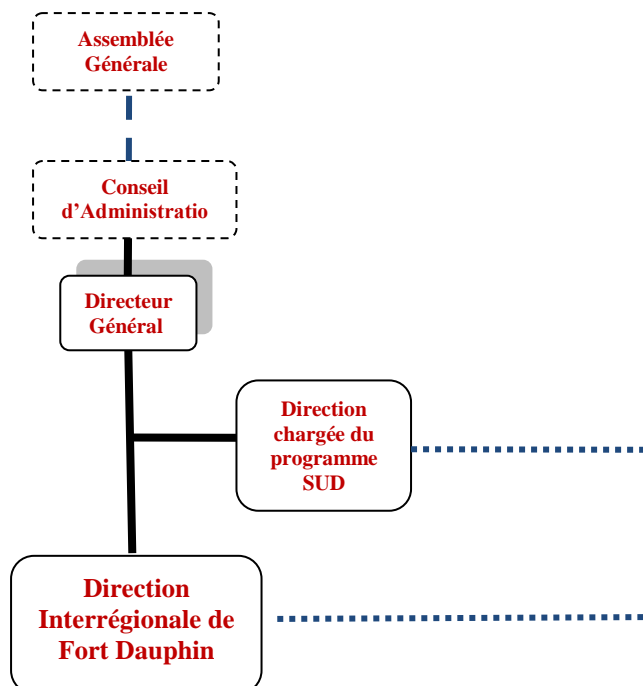 Assemblée
Générale
Conseil
d’Administratio
Directeur
Général
Direction
chargée du
programme
SUD
Direction
Interrégionale de
Fort Dauphin